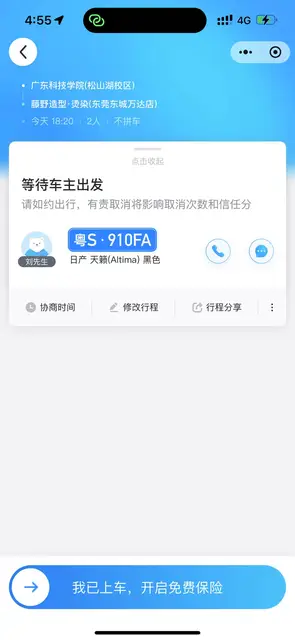 4:55
4G
广东科技学院(松山湖校区)
藤野造型·烫染(东莞东城万达店)
今天 18:20 · 2人 · 不拼车
点击收起
等待车主出发
请如约出行，有责取消将影响取消次数和信任分
粤S · 910FA
刘先生
日产 天籁(Altima) 黑色
协商时间
修改行程
行程分享
我已上车，开启免费保险